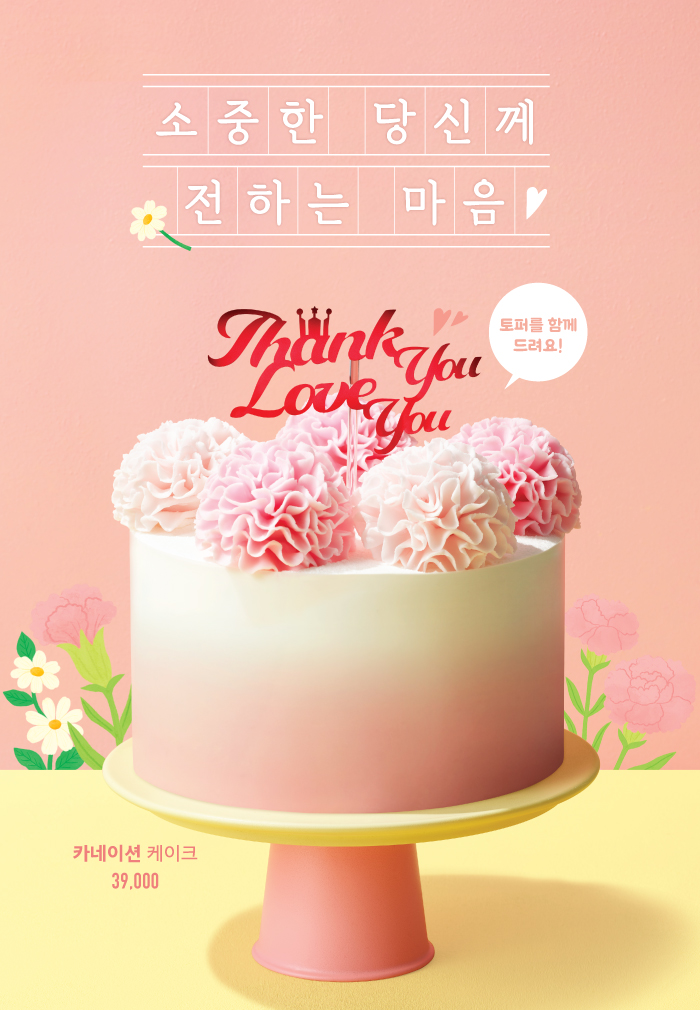 소중한 당신께
전하는 마음
Thank You
Love You
토퍼를 함께
드려요!
카네이션 케이크
39,000